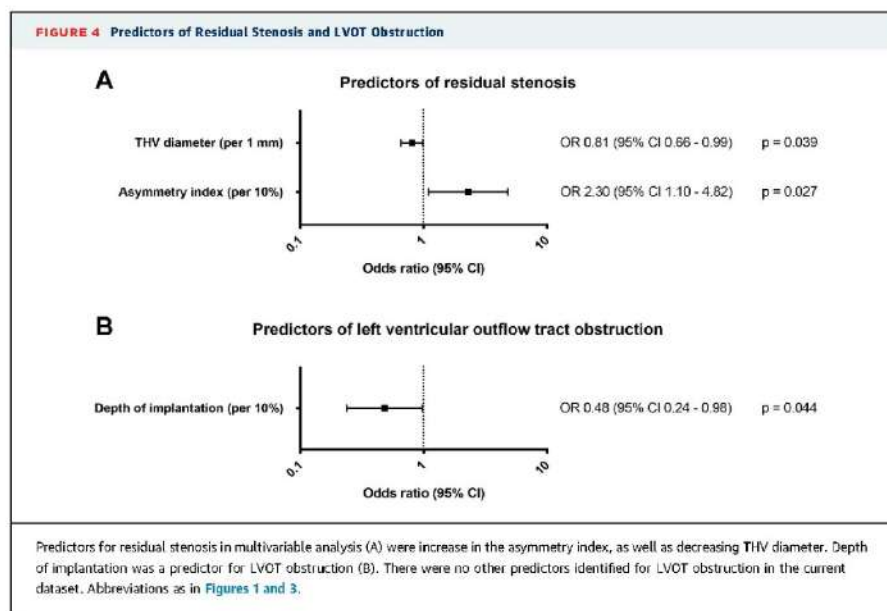 FIGURE 4 Predictors of Residual Stenosis and LVOT Obstruction
A
Predictors of residual stenosis
THV diameter (per 1 mm)
OR 0.81 (95% CI 0.66 - 0.99) p = 0.039
Asymmetry index (per 10%)
OR 2.30 (95% CI 1.10 - 4.82) p = 0.027
0.1 1 10
Odds ratio (95% CI)
B
Predictors of left ventricular outflow tract obstruction
Depth of implantation (per 10%)
OR 0.48 (95% CI 0.24 - 0.98) p = 0.044
0.1 1 10
Odds ratio (95% CI)
Predictors for residual stenosis in multivariable analysis (A) were increase in the asymmetry index, as well as decreasing THV diameter. Depth
of implantation was a predictor for LVOT obstruction (B). There were no other predictors identified for LVOT obstruction in the current
dataset. Abbreviations as in Figures 1 and 3.